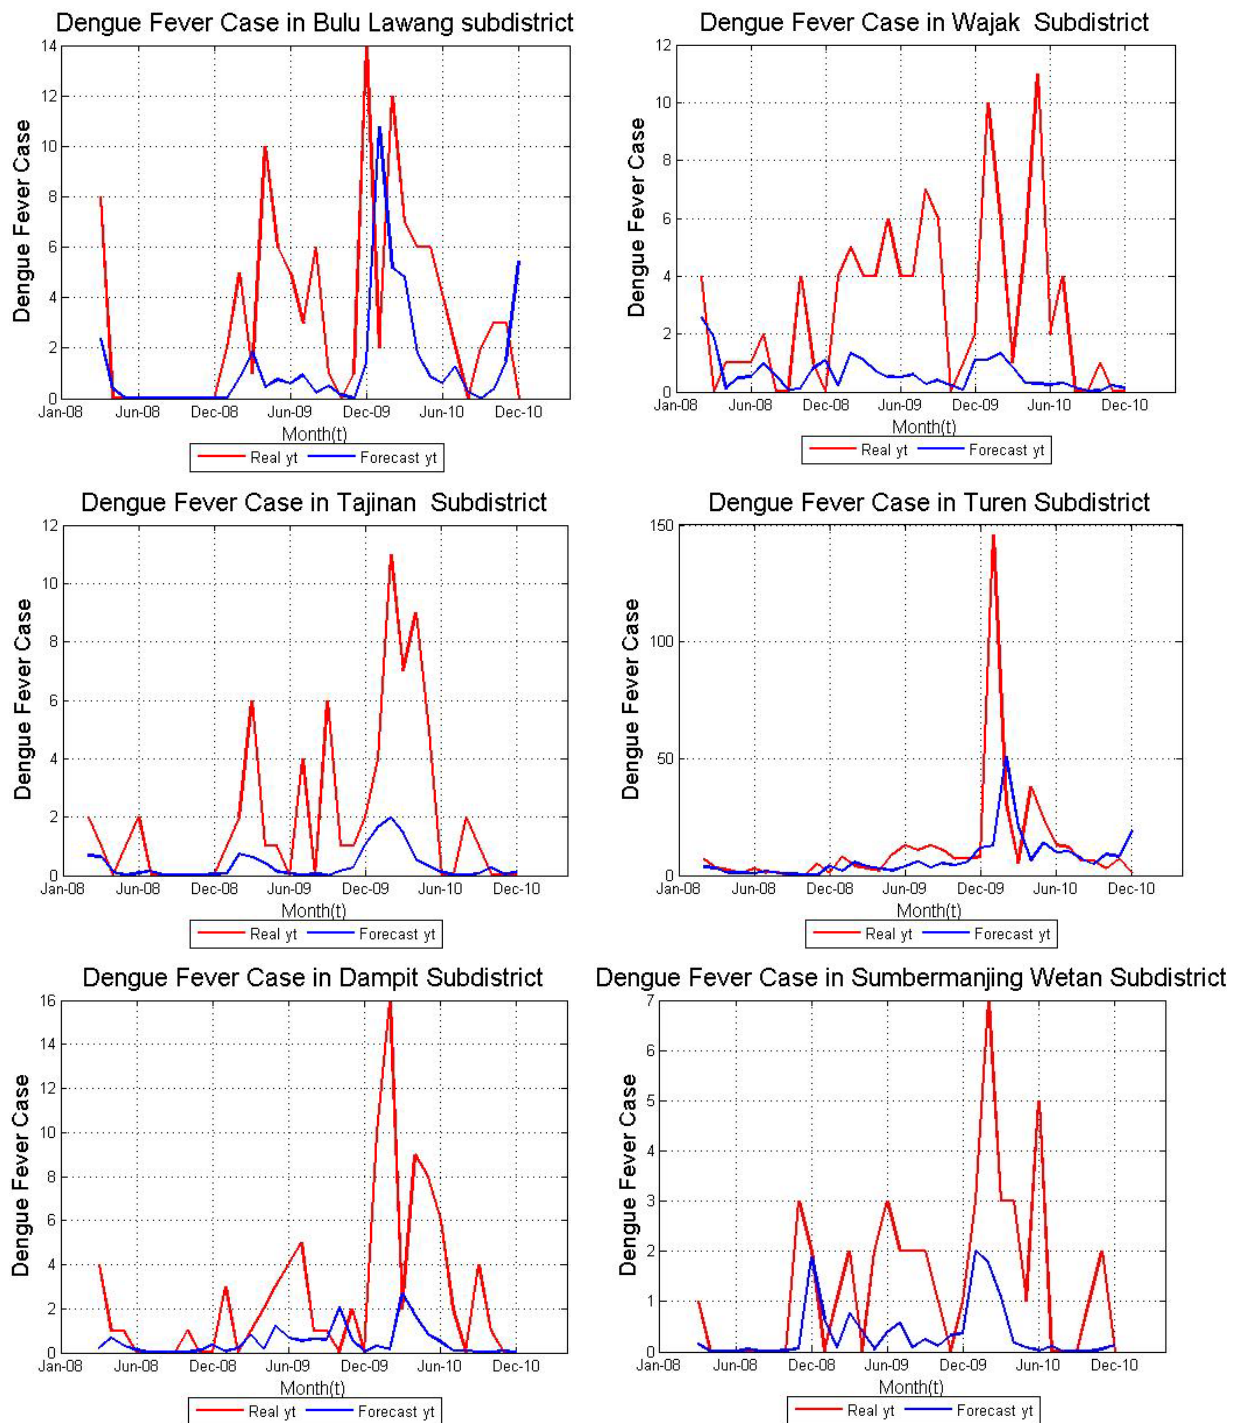 Dengue Fever Case in Bulu Lawang subdistrict
14
12
10
8
6
4
2
0
Dengue Fever Case
Jan-08 Jun-08 Dec-08 Jun-09 Dec-09 Jun-10 Dec-10
Month(t)
Real yt Forecast yt
Dengue Fever Case in Wajak Subdistrict
12
10
8
6
4
2
0
Dengue Fever Case
Jan-08 Jun-08 Dec-08 Jun-09 Dec-09 Jun-10 Dec-10
Month(t)
Real yt Forecast yt
Dengue Fever Case in Tajinan Subdistrict
12
10
8
6
4
2
0
Dengue Fever Case
Jan-08 Jun-08 Dec-08 Jun-09 Dec-09 Jun-10 Dec-10
Month(t)
Real yt Forecast yt
Dengue Fever Case in Turen Subdistrict
150
100
50
0
Dengue Fever Case
Jan-08 Jun-08 Dec-08 Jun-09 Dec-09 Jun-10 Dec-10
Month(t)
Real yt Forecast yt
Dengue Fever Case in Dampit Subdistrict
16
14
12
10
8
6
4
2
0
Dengue Fever Case
Jan-08 Jun-08 Dec-08 Jun-09 Dec-09 Jun-10 Dec-10
Month(t)
Real yt Forecast yt
Dengue Fever Case in Sumbermanjing Wetan Subdistrict
7
6
5
4
3
2
1
0
Dengue Fever Case
Jan-08 Jun-08 Dec-08 Jun-09 Dec-09 Jun-10 Dec-10
Month(t)
Real yt Forecast yt